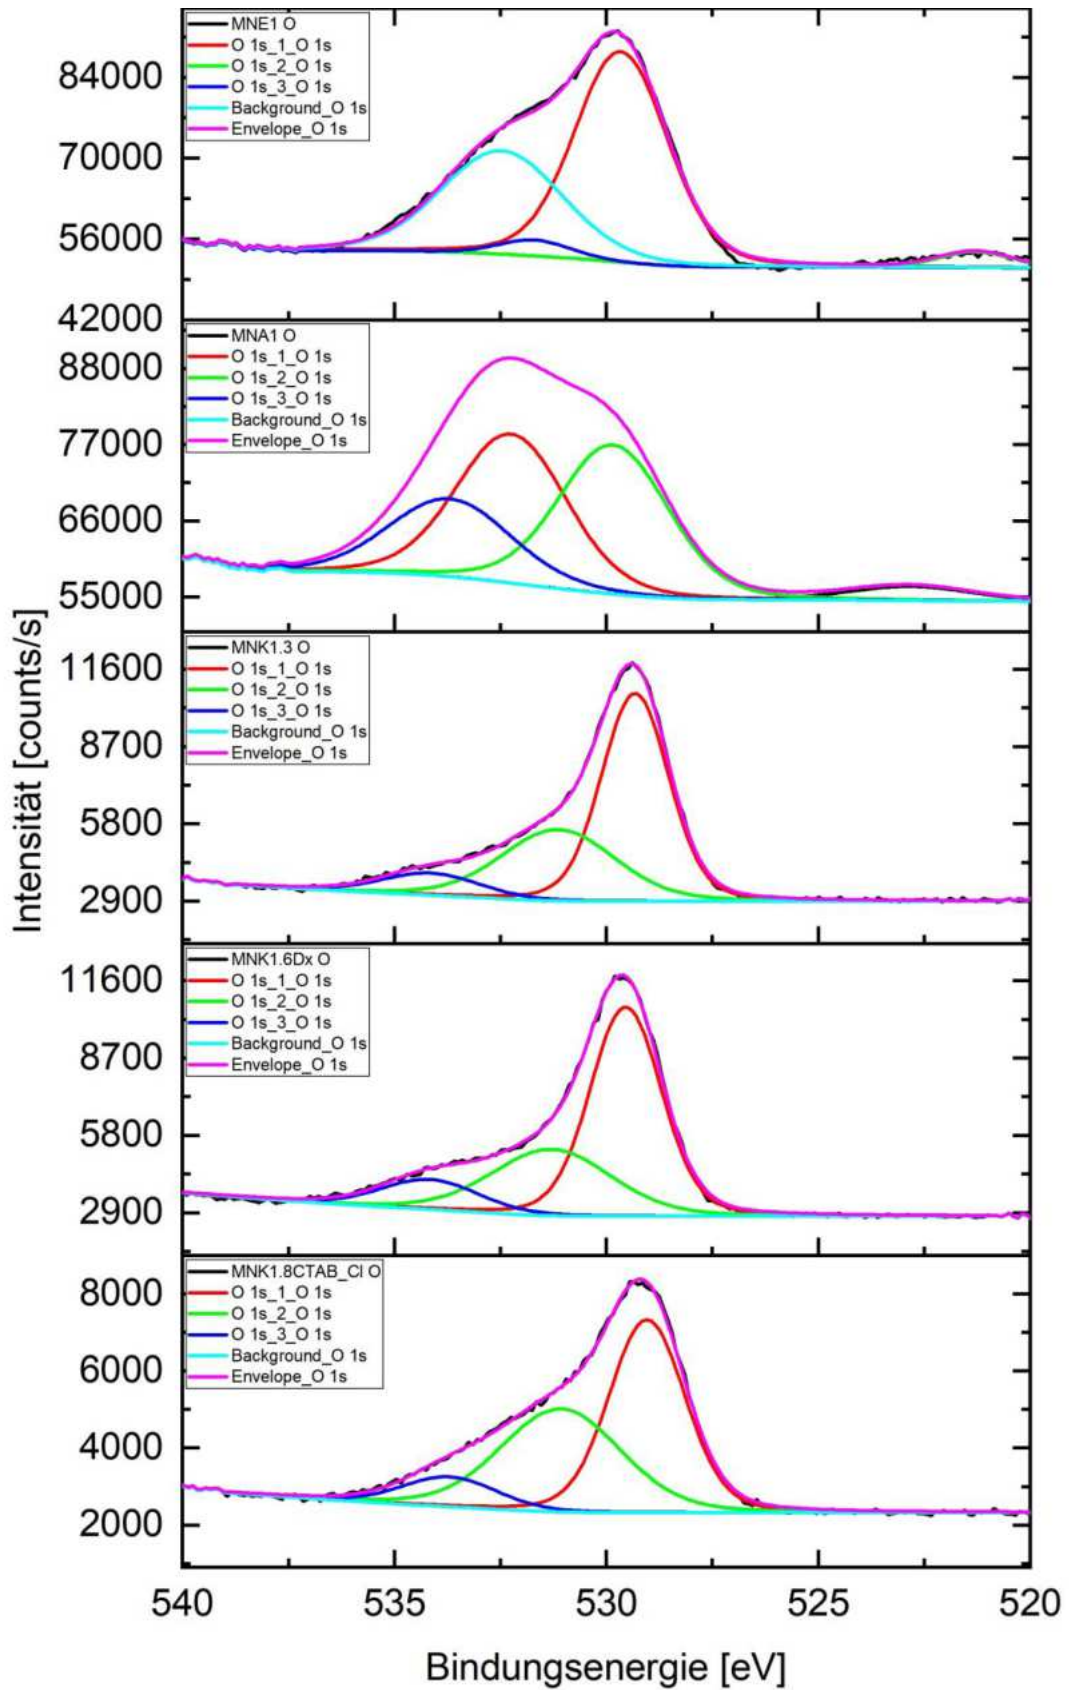 MNE1 O
O 1s_1_O 1s
O 1s_2_O 1s
O 1s_3_O 1s
Background_O 1s
Envelope_O 1s
84000
70000
56000
42000
MNA1 O
O 1s_1_O 1s
O 1s_2_O 1s
O 1s_3_O 1s
Background_O 1s
Envelope_O 1s
88000
77000
66000
55000
MNK1.3 O
O 1s_1_O 1s
O 1s_2_O 1s
O 1s_3_O 1s
Background_O 1s
Envelope_O 1s
11600
8700
5800
2900
Intensität [counts/s]
MNK1.6Dx O
O 1s_1_O 1s
O 1s_2_O 1s
O 1s_3_O 1s
Background_O 1s
Envelope_O 1s
11600
8700
5800
2900
MNK1.8CTAB_Cl O
O 1s_1_O 1s
O 1s_2_O 1s
O 1s_3_O 1s
Background_O 1s
Envelope_O 1s
8000
6000
4000
2000
540 535 530 525 520
Bindungsenergie [eV]